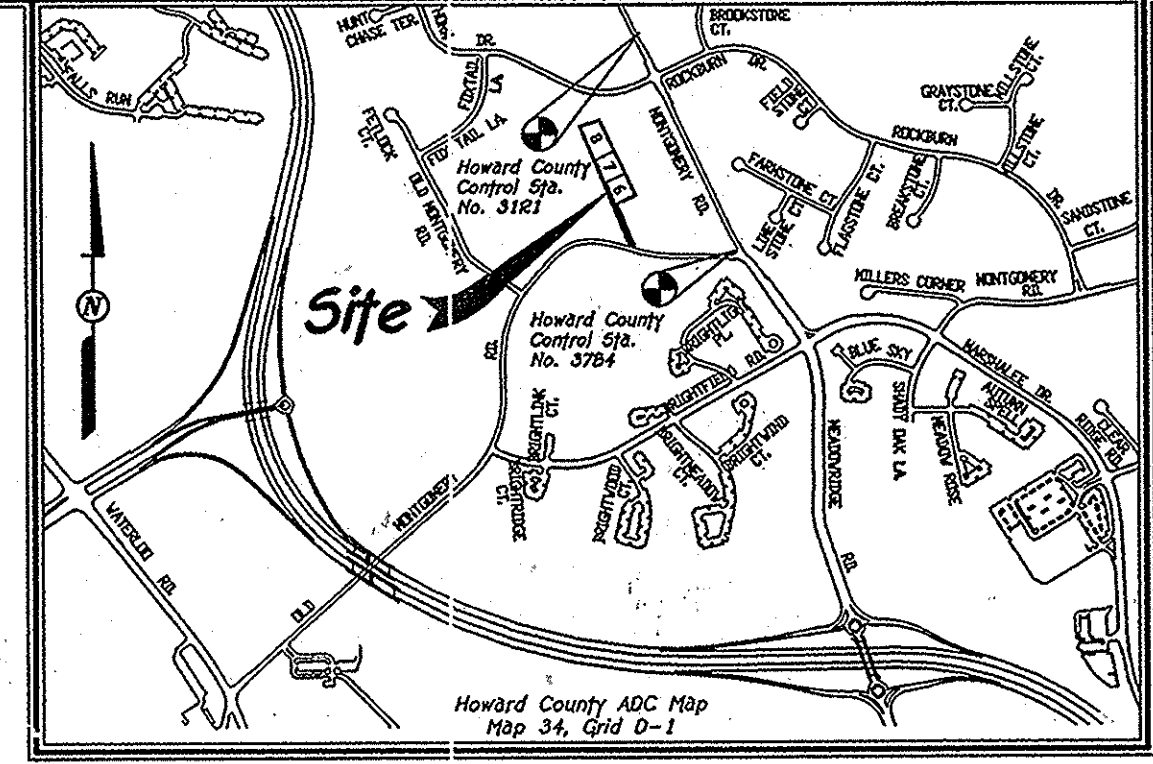 HUNT
CHASE TER.
DR.
BROOKSTONE
CT.
FALLS RUN
FOXTAIL
LA
ROCKBURN DR.
FIELD
STONE
CT.
GRAYSTONE
CT.
HILLSTONE
CT.
FETLOCK
CT.
FOX TAIL LA.
MONTGOMERY RD.
ROCKBURN
HILLSTONE
CT.
DR.
8
7
6
Howard County
Control Sta.
No. 3121
OLD MONTGOMERY
RD.
FARMSTONE CT
LIME
STONE CT
FLAGSTONE CT.
BREAKSTONE
CT.
SANDSTONE
CT.
N
Site
MILLERS CORNER
MONTGOMERY
RD.
Howard County
Control Sta.
No. 3784
RD.
PL
BRIGHTFIELD RD.
BLUE SKY
MARSHALEE DR.
AUTUMN
SPELL
SHADY OAK LA.
MEADOW RISE
CLEAR
RIDGE RD.
BRIGHTLINK
CT.
BRIGHTRIDGE
CT.
BRIGHTWOOD
CT.
BRIGHTMEADOW
CT.
BRIGHTWIND
CT.
MEADOWRIDGE
RD.
WATERLOO
RD.
MONTGOMERY
OLD
Howard County ADC Map
Map 34, Grid D-1